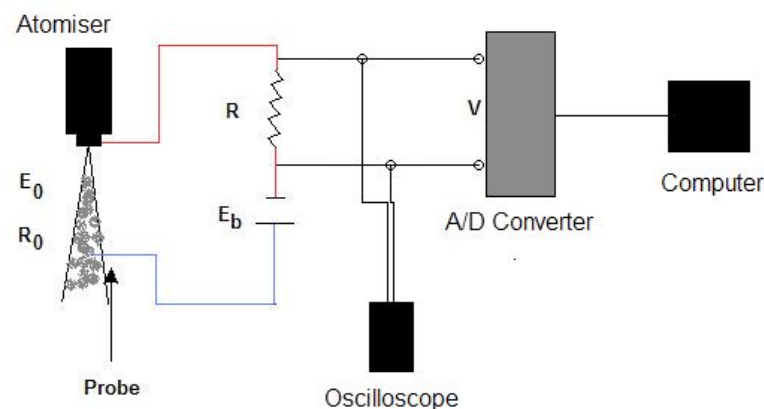 Atomiser
R
V
E0
R0
Eb
A/D Converter
Computer
Probe
Oscilloscope